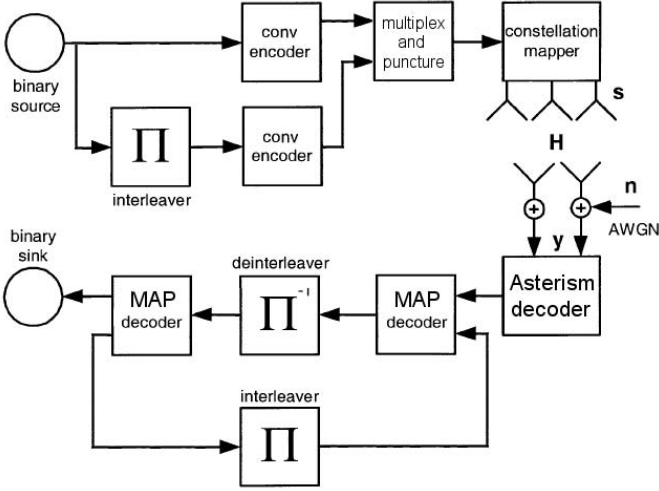 binary
source
conv
encoder
multiplex
and
puncture
constellation
mapper
s
Π
interleaver
conv
encoder
H
n
AWGN
y
binary
sink
MAP
decoder
deinterleaver
Π⁻¹
MAP
decoder
Asterism
decoder
interleaver
Π